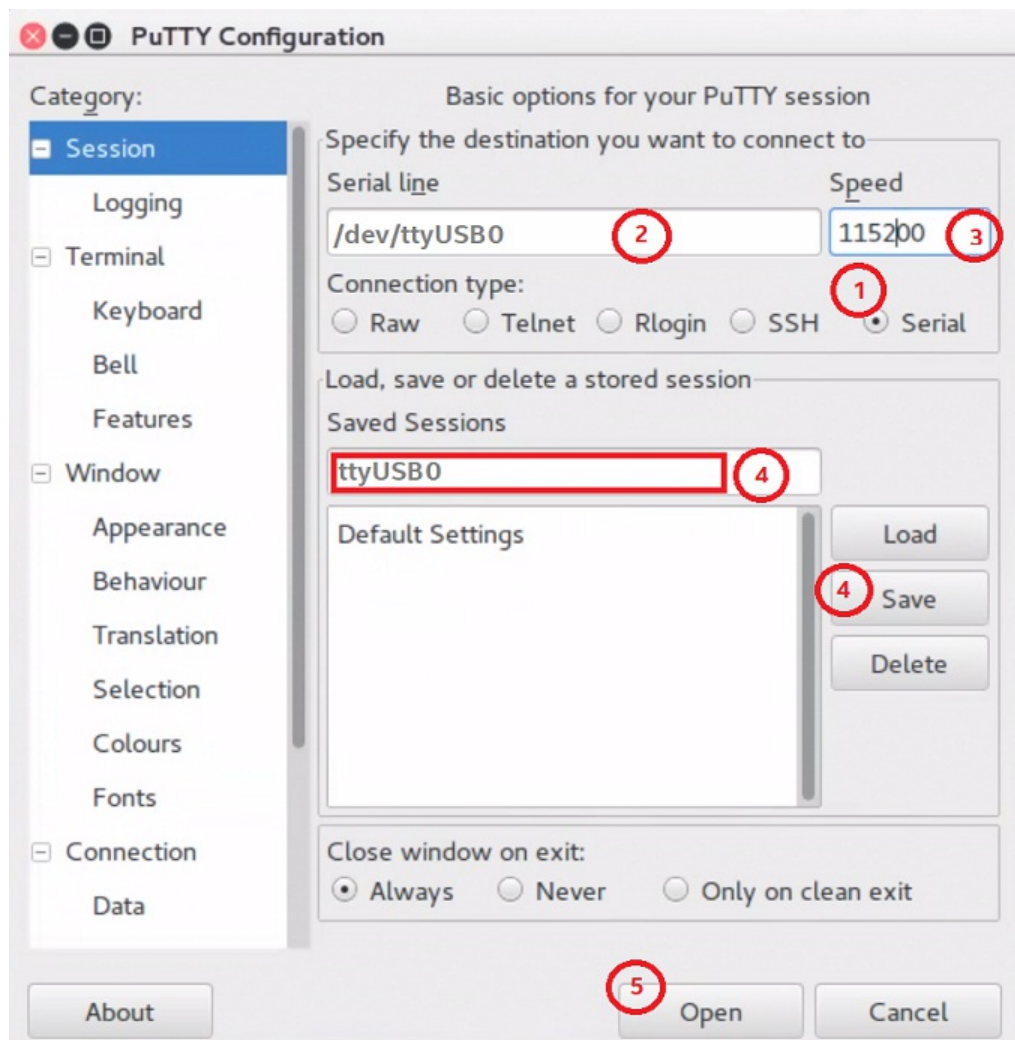 PuTTY Configuration
Category:
Session
Logging
Terminal
Keyboard
Bell
Features
Window
Appearance
Behaviour
Translation
Selection
Colours
Fonts
Connection
Data
Basic options for your PuTTY session
Specify the destination you want to connect to
Serial line Speed
/dev/ttyUSB0 2 115200 3
Connection type: 1
Raw Telnet Rlogin SSH Serial
Load, save or delete a stored session
Saved Sessions
ttyUSB0 4
Default Settings
Load
4 Save
Delete
Close window on exit:
Always Never Only on clean exit
About 5 Open Cancel